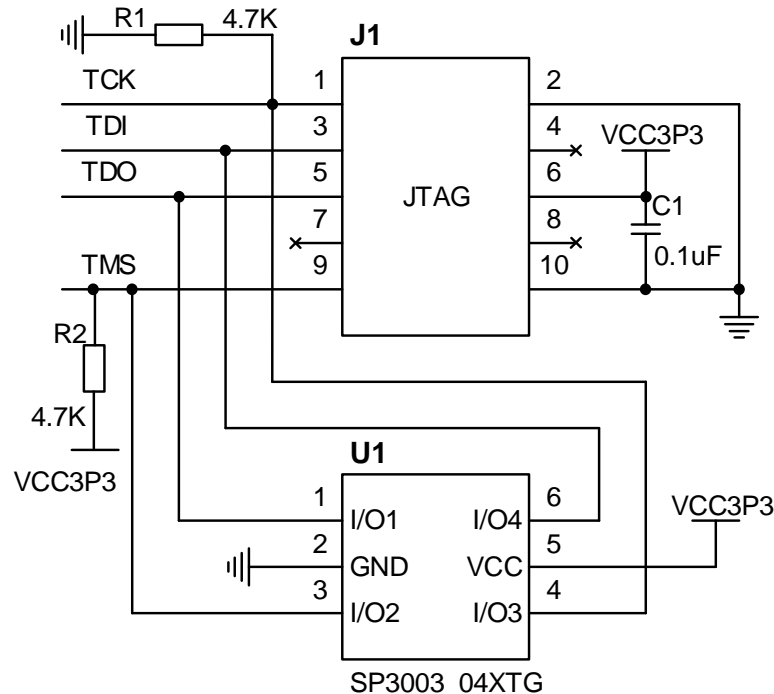 R1 4.7K
J1
TCK 1 2
TDI 3 4 VCC3P3
TDO 5 6
JTAG
C1
7 8
0.1uF
TMS 9 10
R2
4.7K
VCC3P3
U1
1 I/O1 I/O4 6
VCC3P3
2 GND VCC 5
3 I/O2 I/O3 4
SP3003 04XTG